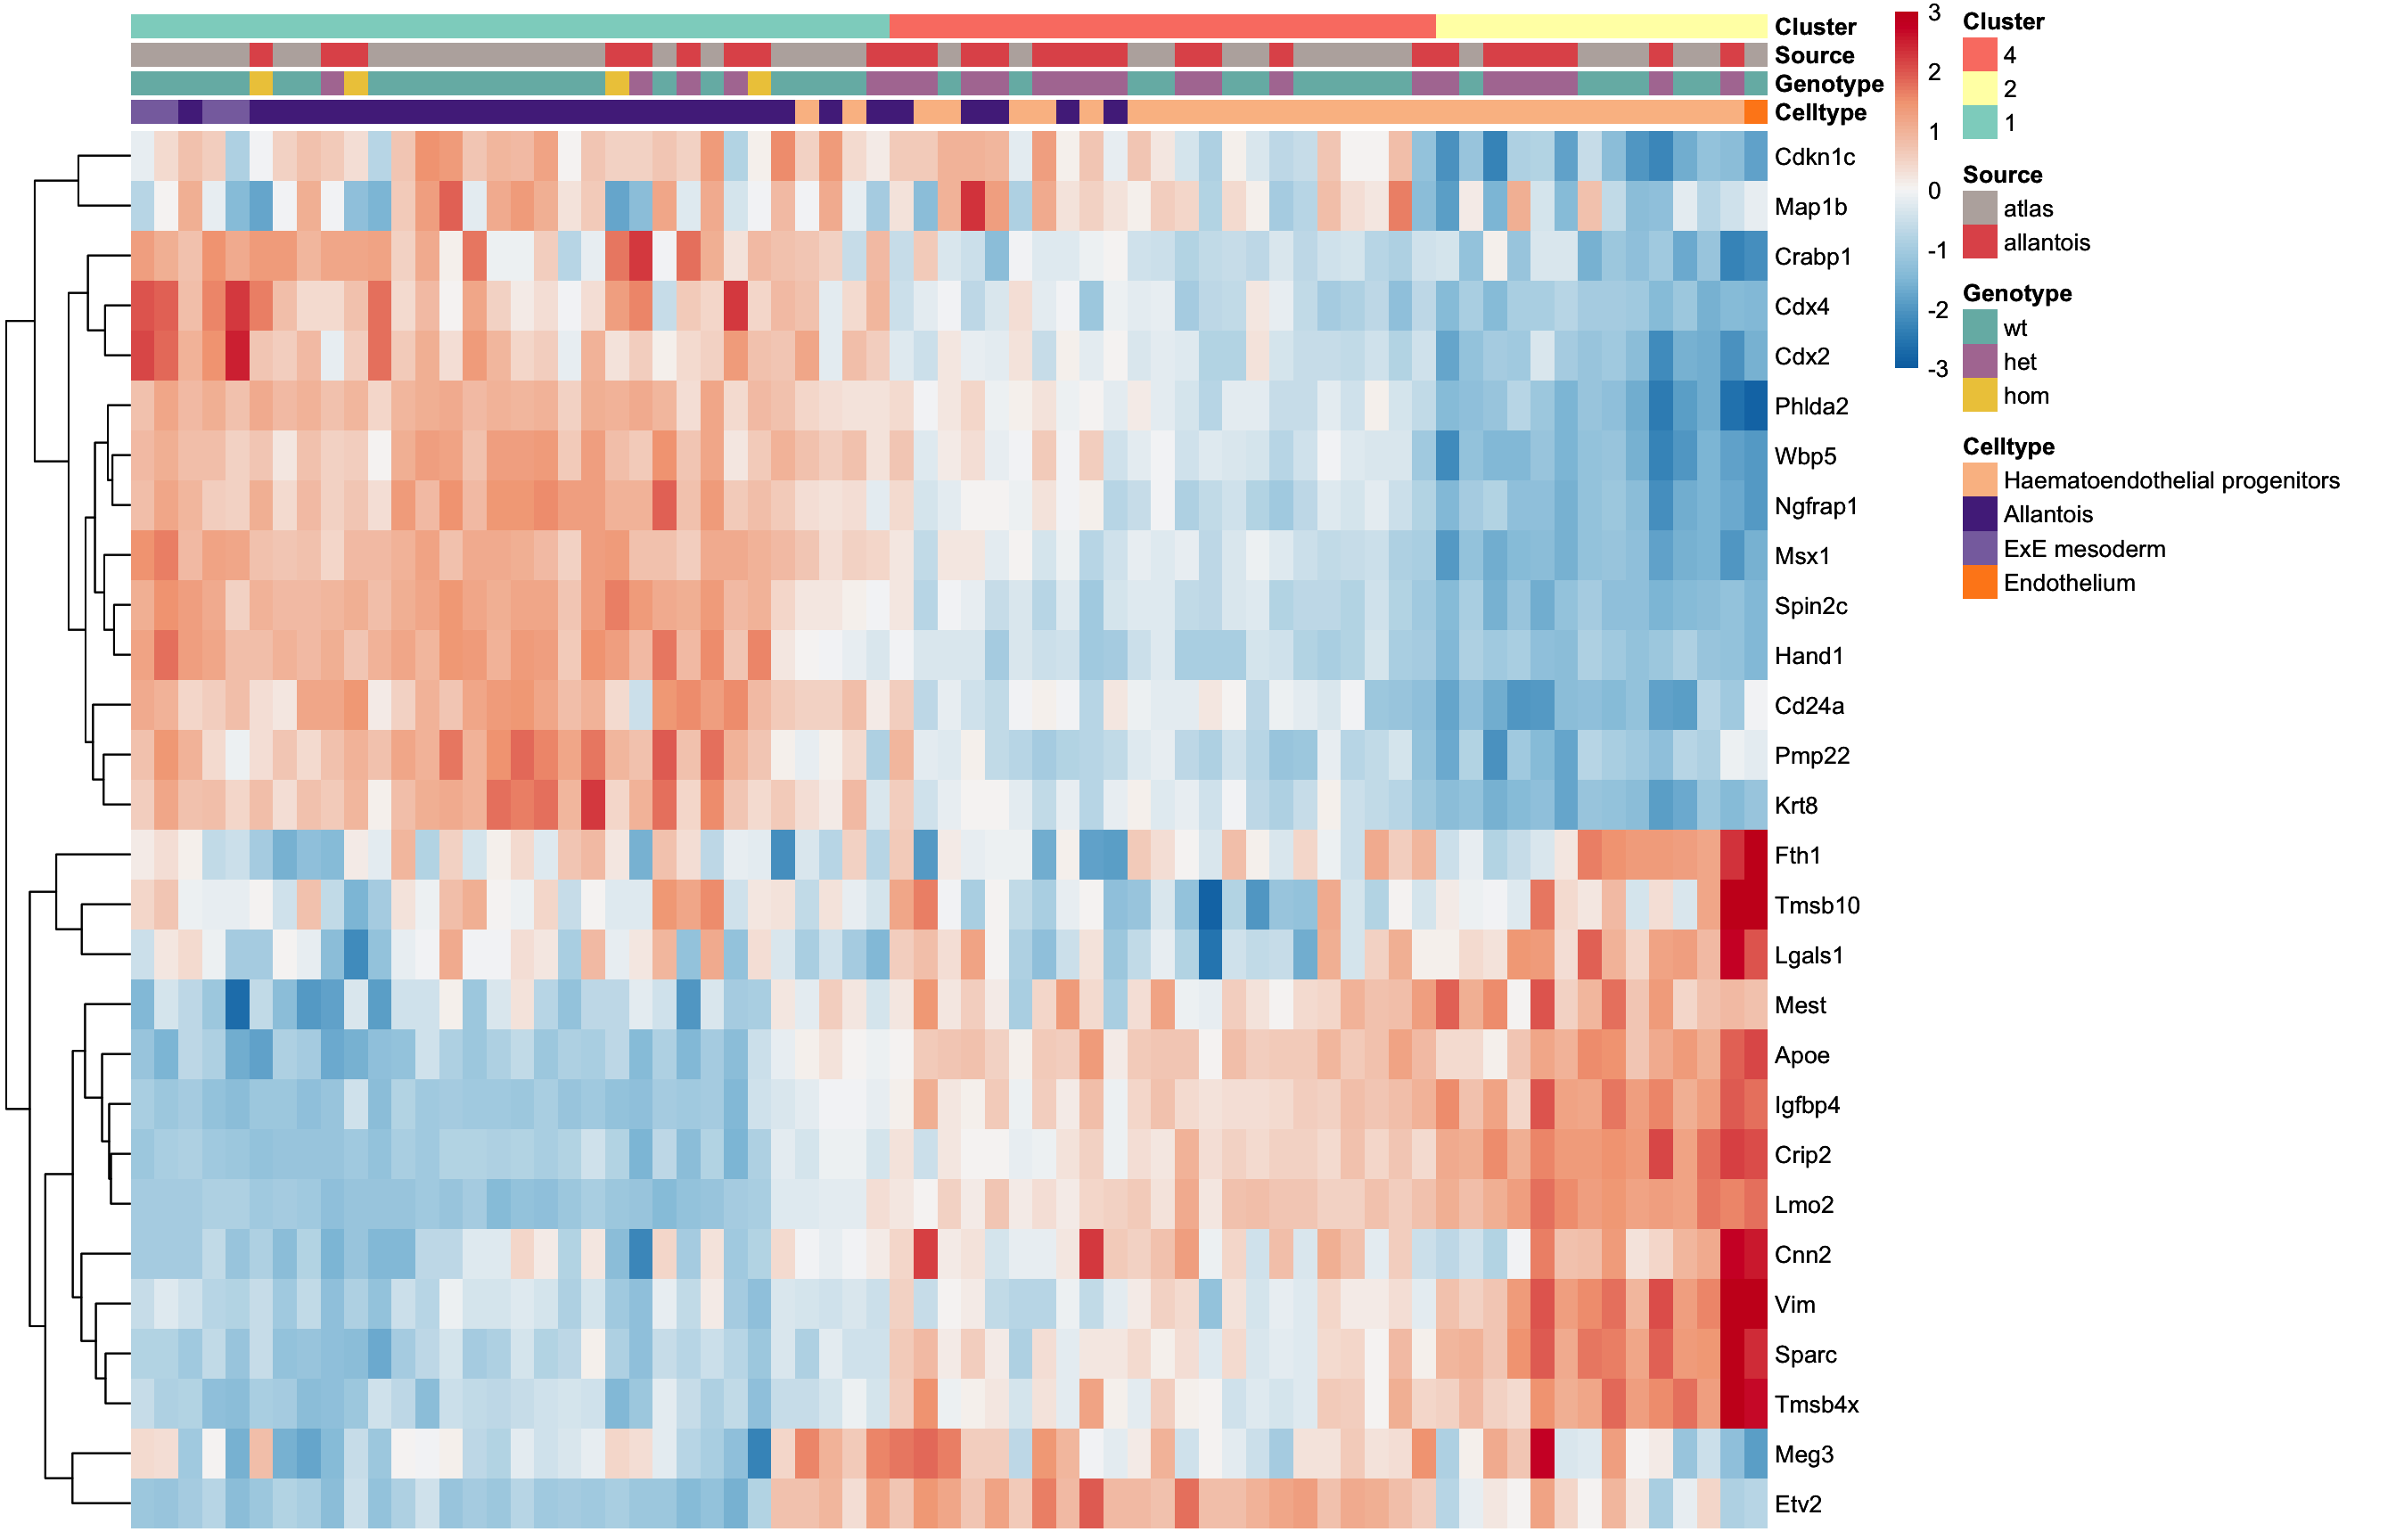 Cluster
Source
Genotype
Celltype
Cdkn1c
Map1b
Crabp1
Cdx4
Cdx2
Phlda2
Wbp5
Ngfrap1
Msx1
Spin2c
Hand1
Cd24a
Pmp22
Krt8
Fth1
Tmsb10
Lgals1
Mest
Apoe
Igfbp4
Crip2
Lmo2
Cnn2
Vim
Sparc
Tmsb4x
Meg3
Etv2
3
2
1
0
-1
-2
-3
Cluster
4
2
1
Source
atlas
allantois
Genotype
wt
het
hom
Celltype
Haematoendothelial progenitors
Allantois
ExE mesoderm
Endothelium